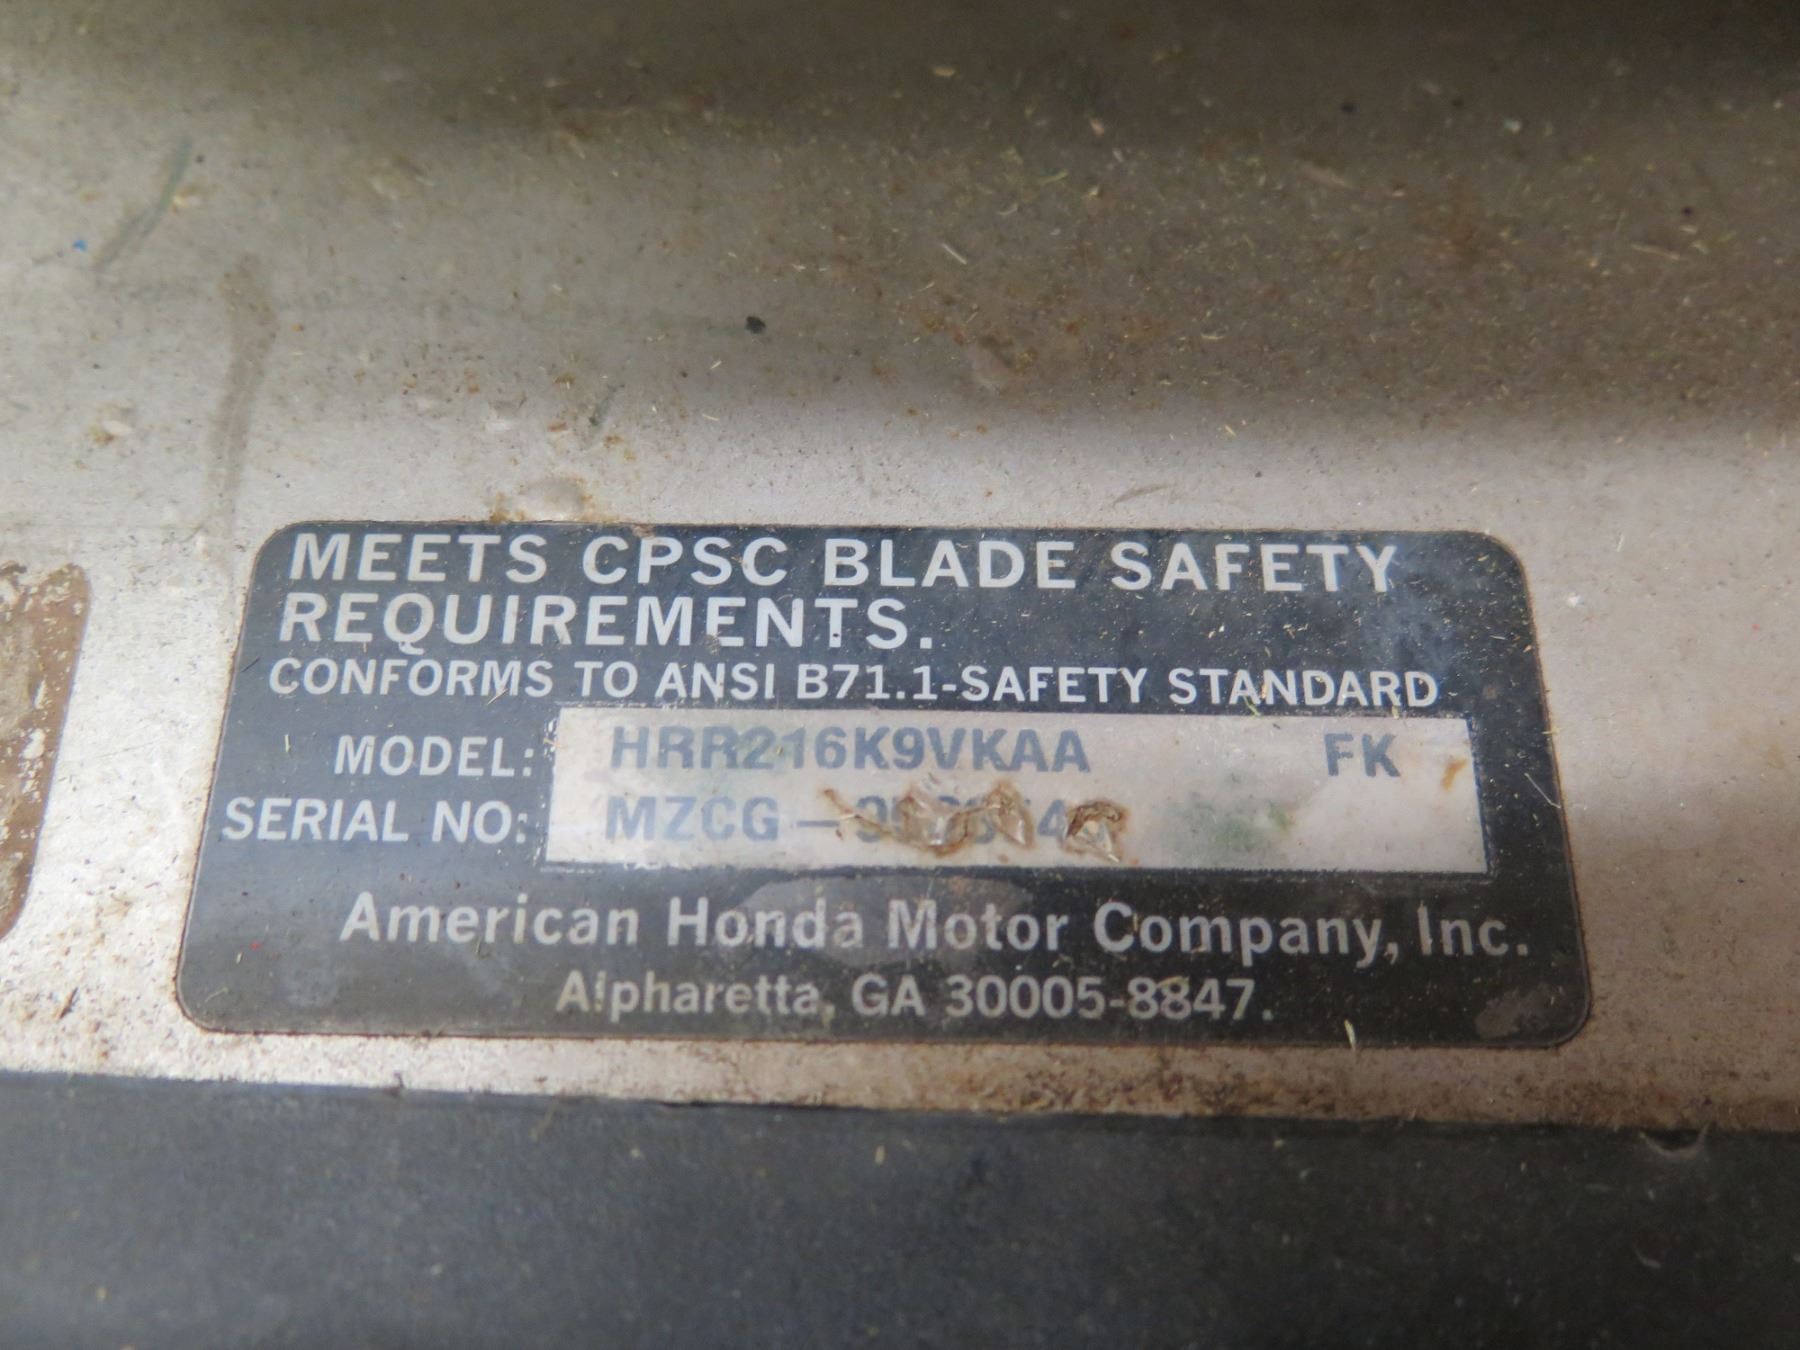 MEETS CPSC BLADE SAFETY
REQUIREMENTS.
CONFORMS TO ANSI B71.1-SAFETY STANDARD
MODEL: HRR216K9VKAA FK
SERIAL NO: MZCG –
American Honda Motor Company, Inc.
Alpharetta, GA 30005-8847.